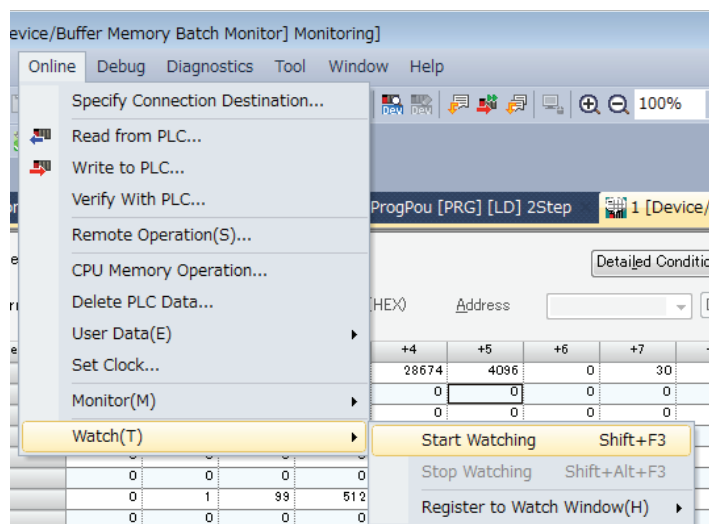 evice/Buffer Memory Batch Monitor] Monitoring]
Online Debug Diagnostics Tool Window Help
Specify Connection Destination...
DEV DEV 100%
Read from PLC...
Write to PLC...
Verify With PLC...
ProgPou [PRG] [LD] 2Step 1 [Device/
Remote Operation(S)...
CPU Memory Operation...
Detailed Conditio
Delete PLC Data...
(HEX) Address
User Data(E)
+4 +5 +6 +7
Set Clock...
28674 4096 0 30
0 0 0 0
Monitor(M)
0 0 0 0
Watch(T)
Start Watching Shift+F3
Stop Watching Shift+Alt+F3
0 0 0 0
0 1 99 512
Register to Watch Window(H)
0 0 0 0